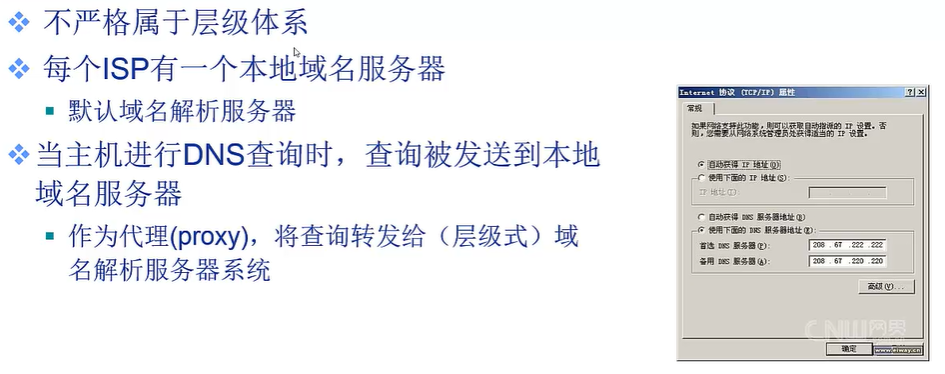 不严格属于层级体系
每个ISP有一个本地域名服务器
默认域名解析服务器
当主机进行DNS查询时，查询被发送到本地
域名服务器
作为代理(proxy)，将查询转发给（层级式）域
名解析服务器系统
Internet 协议 (TCP/IP) 属性
常规
如果网络支持此功能，则可以获取自动指派的 IP 设置。否
则，您需要从网络系统管理员处获得适当的 IP 设置。
自动获得 IP 地址(O)
使用下面的 IP 地址(S):
IP 地址(I):
自动获得 DNS 服务器地址(B)
使用下面的 DNS 服务器地址(E):
首选 DNS 服务器(P): 208 . 67 .222 .222
备用 DNS 服务器(A): 208 . 67 .220 .220
高级(V)...
CNW网界
确定